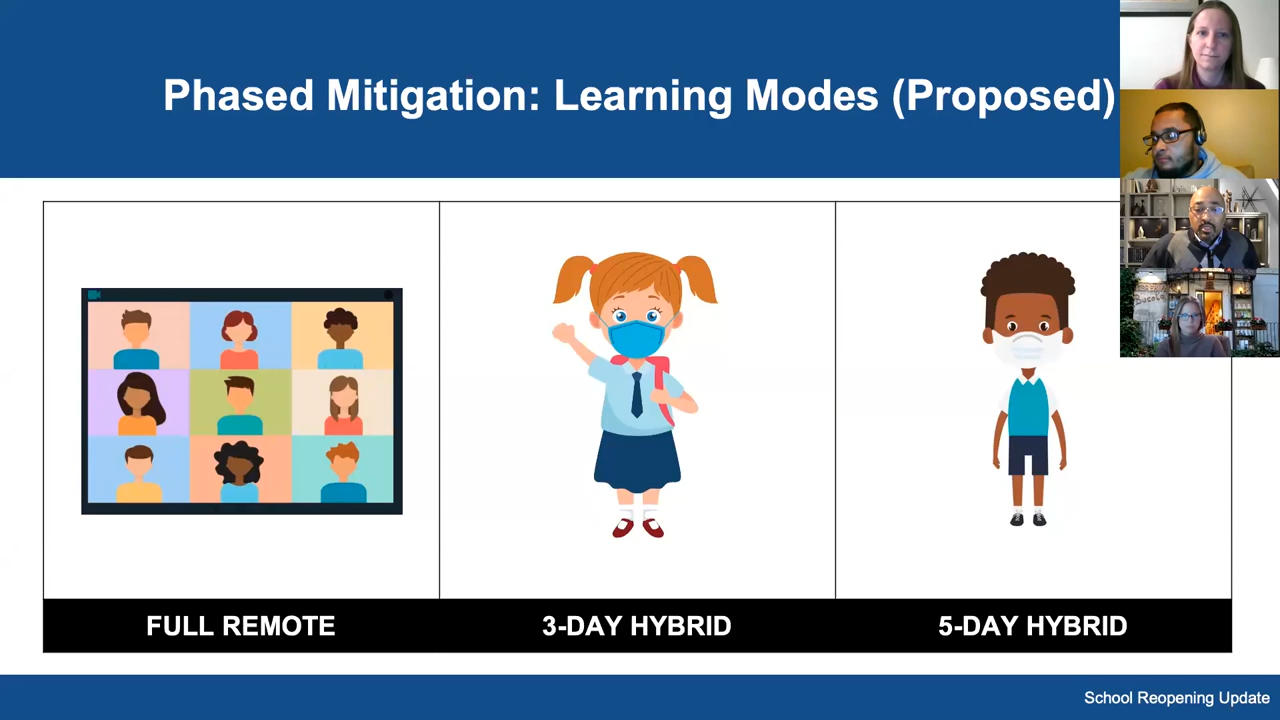 Phased Mitigation: Learning Modes (Proposed)
FULL REMOTE
3-DAY HYBRID
5-DAY HYBRID
School Reopening Update